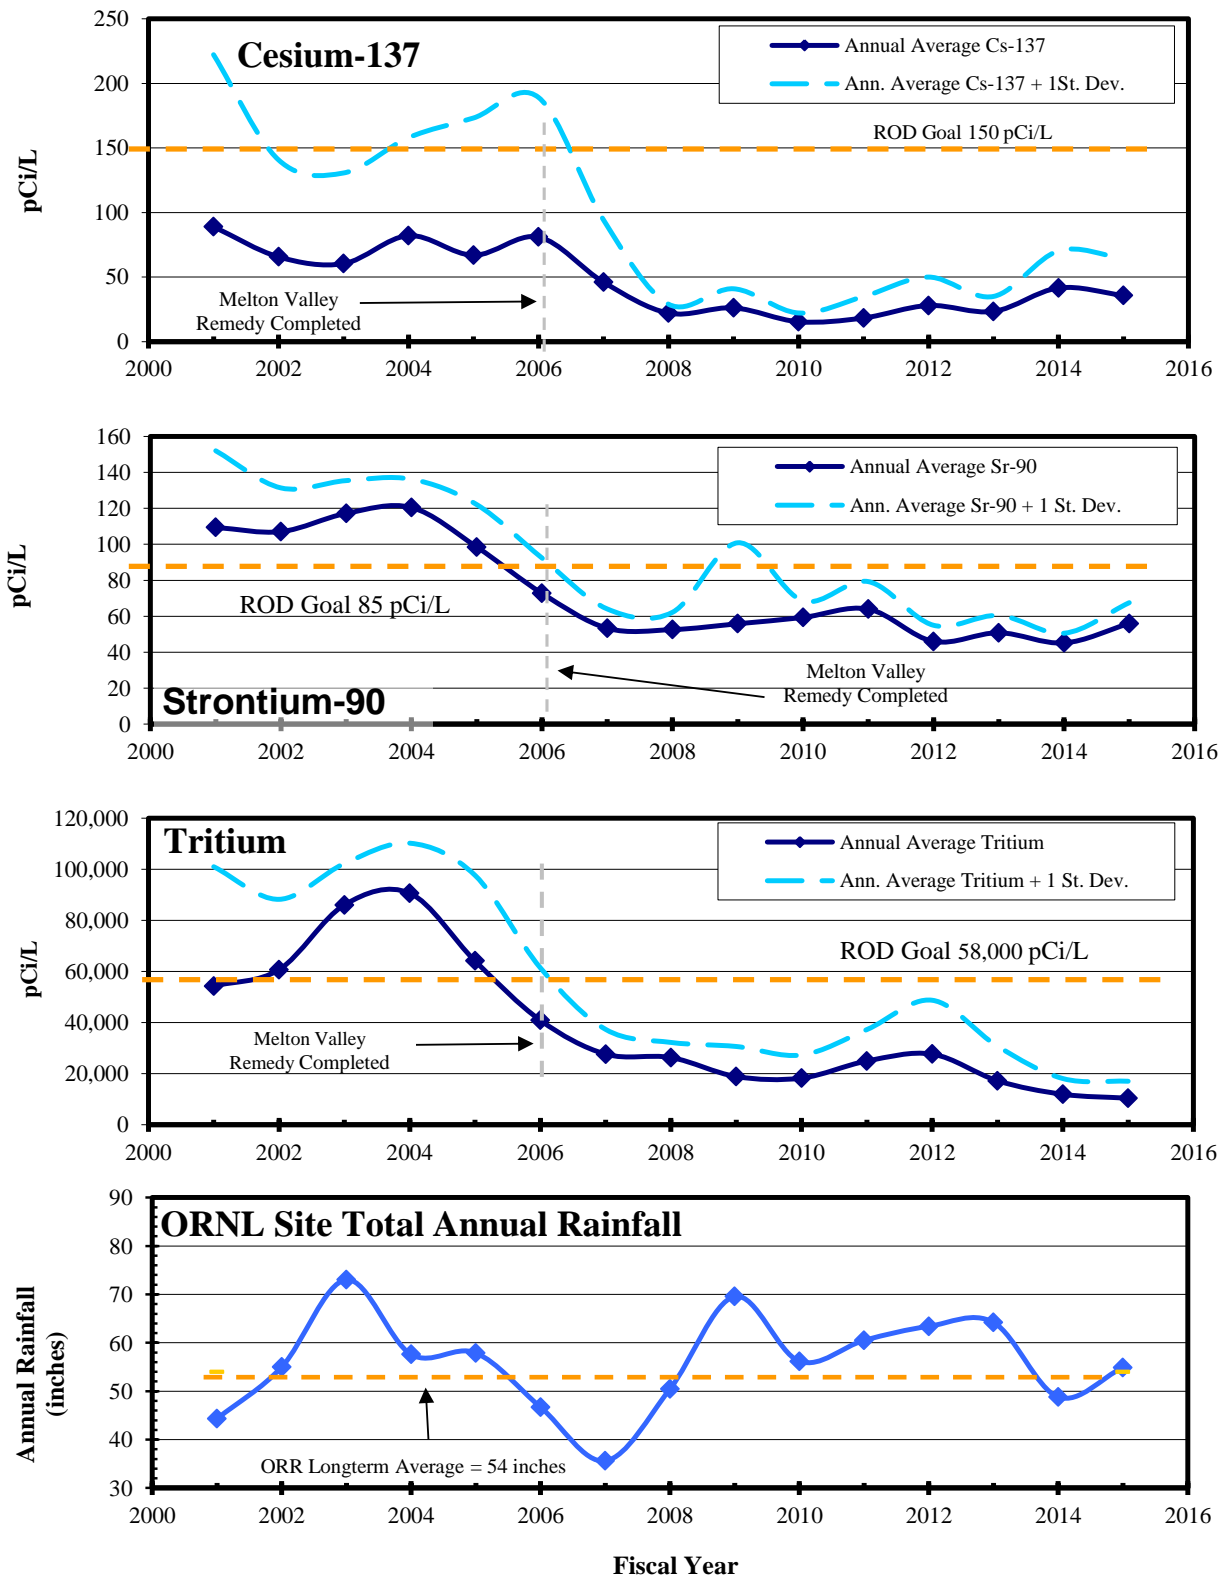 Cesium-137
Annual Average Cs-137
Ann. Average Cs-137 + 1St. Dev.
ROD Goal 150 pCi/L
pCi/L
250
200
150
100
50
0
Melton Valley
Remedy Completed
2000 2002 2004 2006 2008 2010 2012 2014 2016
Annual Average Sr-90
Ann. Average Sr-90 + 1 St. Dev.
pCi/L
160
140
120
100
80
60
40
20
0
ROD Goal 85 pCi/L
Melton Valley
Remedy Completed
Strontium-90
2000 2002 2004 2006 2008 2010 2012 2014 2016
Tritium
Annual Average Tritium
Ann. Average Tritium + 1 St. Dev.
ROD Goal 58,000 pCi/L
pCi/L
120,000
100,000
80,000
60,000
40,000
20,000
0
Melton Valley
Remedy Completed
2000 2002 2004 2006 2008 2010 2012 2014 2016
ORNL Site Total Annual Rainfall
Annual Rainfall
(inches)
90
80
70
60
50
40
30
ORR Longterm Average = 54 inches
2000 2002 2004 2006 2008 2010 2012 2014 2016
Fiscal Year